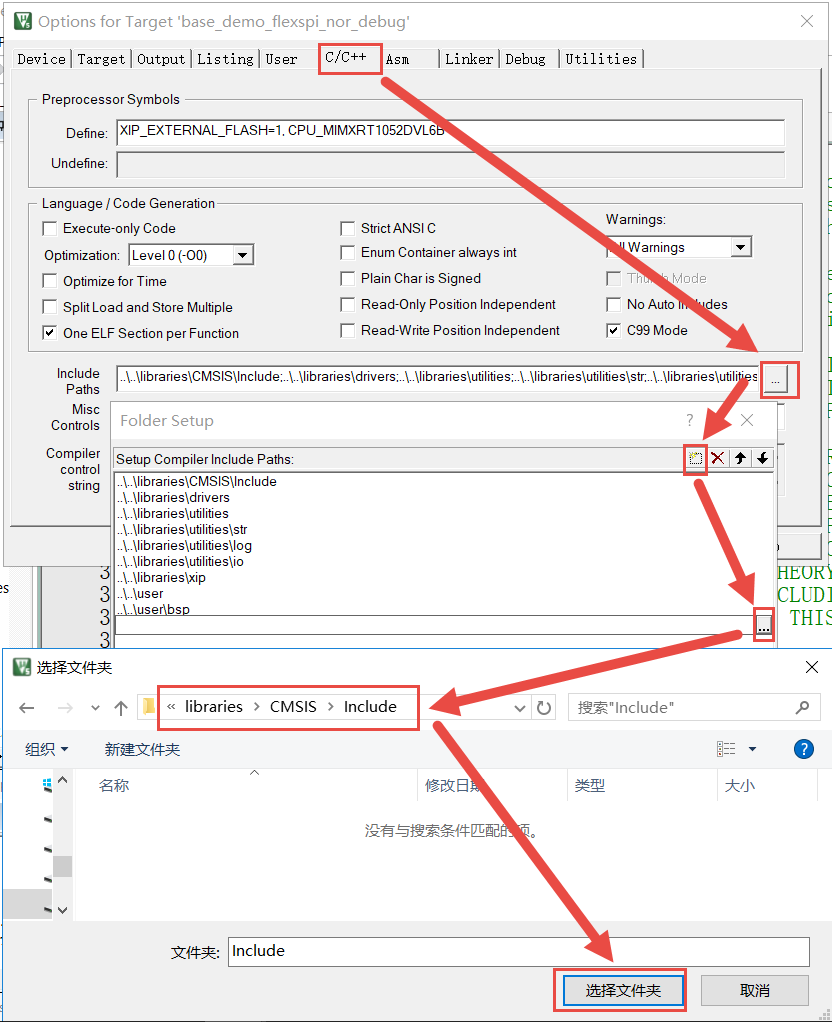 Options for Target 'base_demo_flexspi_nor_debug'
Device Target Output Listing User C/C++ Asm Linker Debug Utilities
Preprocessor Symbols
Define: XIP_EXTERNAL_FLASH=1, CPU_MIMXRT1052DVL6B
Undefine:
Language / Code Generation
Execute-only Code
Optimization: Level 0 (-O0)
Optimize for Time
Split Load and Store Multiple
One ELF Section per Function
Strict ANSI C
Enum Container always int
Plain Char is Signed
Read-Only Position Independent
Read-Write Position Independent
Warnings:
Warnings
Thumb Mode
No Auto Includes
C99 Mode
Include Paths
..\..\libraries\CMSIS\Include;..\..\libraries\drivers;..\..\libraries\utilities;..\..\libraries\utilities\str;..\..\libraries\utilities
...
Misc Controls
Compiler control string
Folder Setup
?
Setup Compiler Include Paths:
..\..\libraries\CMSIS\Include
..\..\libraries\drivers
..\..\libraries\utilities
..\..\libraries\utilities\str
..\..\libraries\utilities\log
..\..\libraries\utilities\io
..\..\libraries\xip
..\..\user
..\..\user\bsp
...
HEORY
CLUDI
THIS
3
3
3
3
选择文件夹
« libraries > CMSIS > Include
搜索"Include"
组织
新建文件夹
?
名称
修改日期
类型
大小
没有与搜索条件匹配的项。
文件夹: Include
选择文件夹
取消